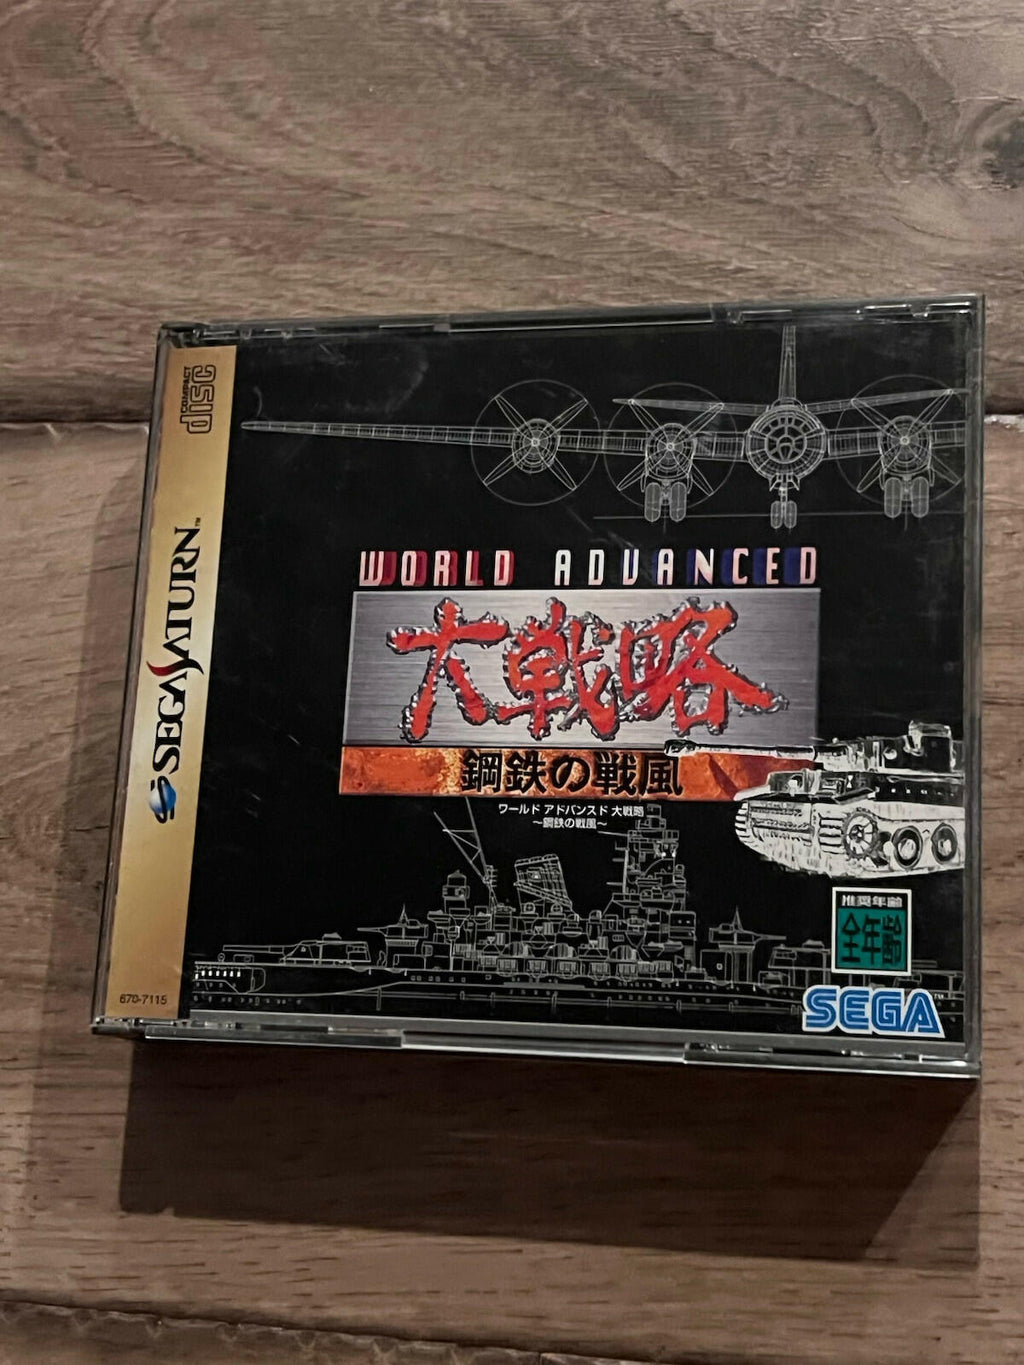 COMPACT
disc
SEGA SATURN™
670-7115
WORLD ADVANCED
大戦略
鋼鉄の戦風
ワールド アドバンスド 大戦略
～鋼鉄の戦風～
推奨年齢
全年齢
SEGA™